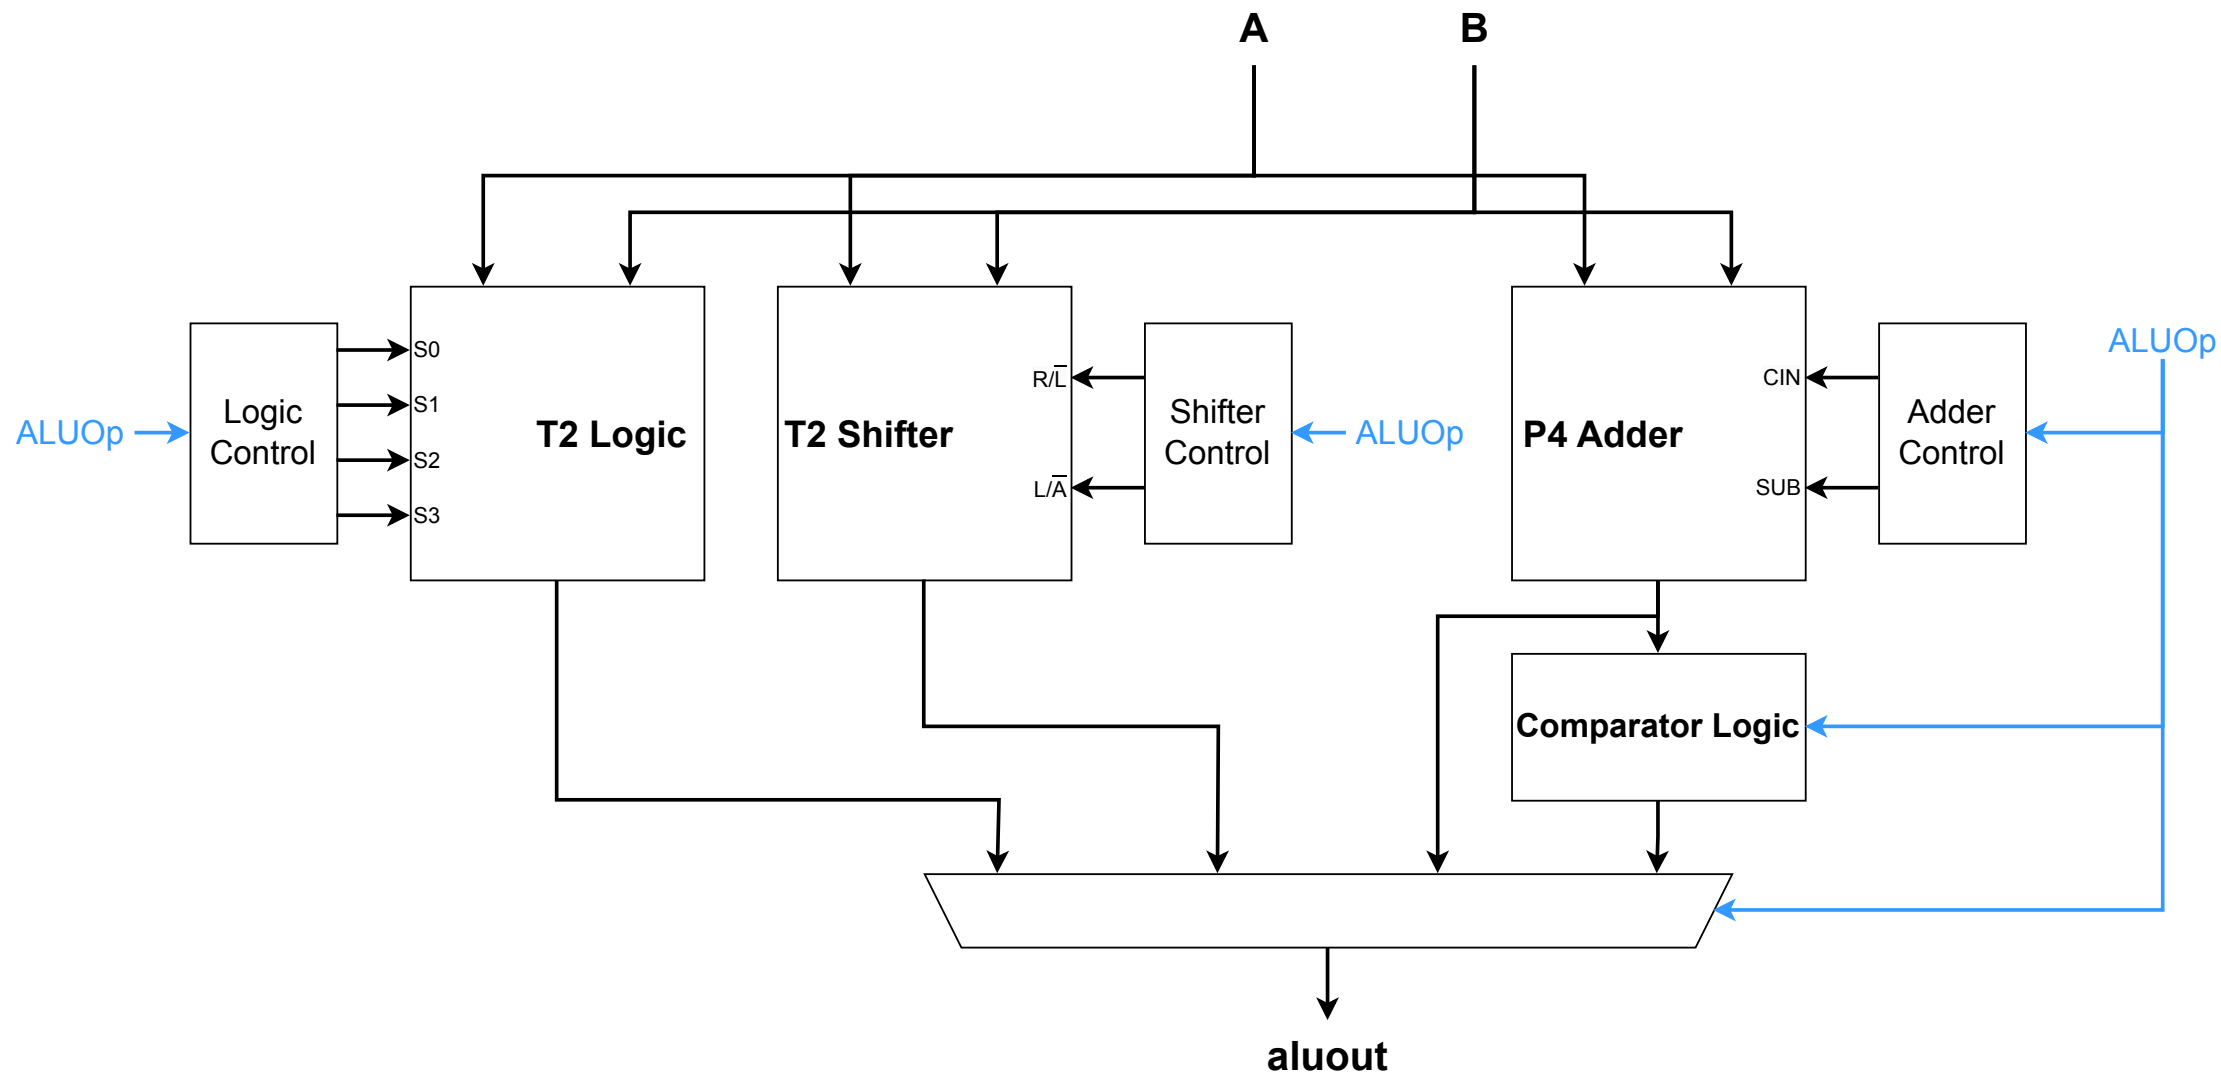 A
B
ALUOp
Logic
Control
S0
S1
S2
S3
T2 Logic
T2 Shifter
R/L̅
L/A̅
Shifter
Control
ALUOp
P4 Adder
CIN
SUB
Adder
Control
ALUOp
Comparator Logic
aluout